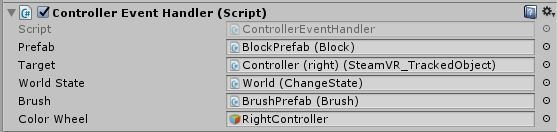 Controller Event Handler (Script)
Script ControllerEventHandler
Prefab BlockPrefab (Block)
Target Controller (right) (SteamVR_TrackedObject)
World State World (ChangeState)
Brush BrushPrefab (Brush)
Color Wheel RightController